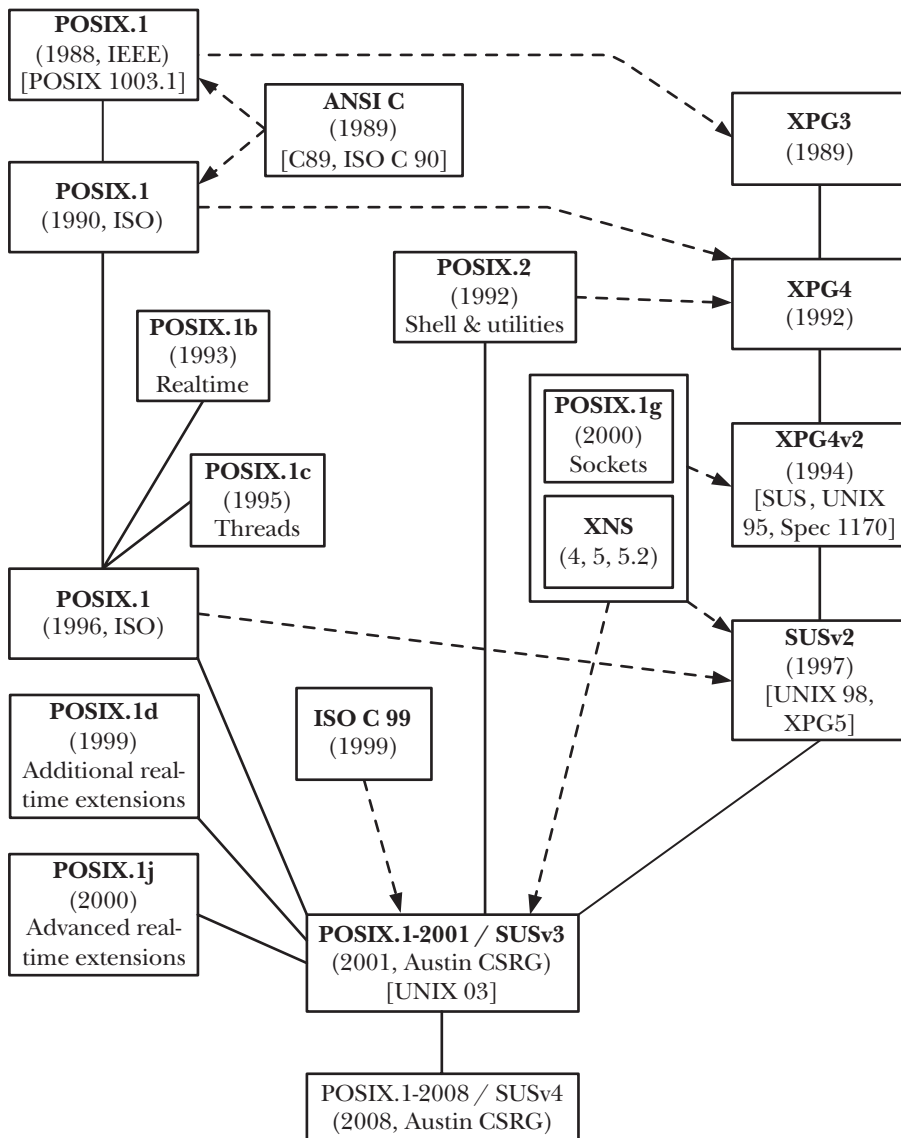 POSIX.1
(1988, IEEE)
[POSIX 1003.1]
ANSI C
(1989)
[C89, ISO C 90]
XPG3
(1989)
POSIX.1
(1990, ISO)
POSIX.2
(1992)
Shell & utilities
XPG4
(1992)
POSIX.1b
(1993)
Realtime
POSIX.1c
(1995)
Threads
POSIX.1g
(2000)
Sockets
XNS
(4, 5, 5.2)
XPG4v2
(1994)
[SUS, UNIX
95, Spec 1170]
POSIX.1
(1996, ISO)
SUSv2
(1997)
[UNIX 98,
XPG5]
POSIX.1d
(1999)
Additional real-
time extensions
ISO C 99
(1999)
POSIX.1j
(2000)
Advanced real-
time extensions
POSIX.1-2001 / SUSv3
(2001, Austin CSRG)
[UNIX 03]
POSIX.1-2008 / SUSv4
(2008, Austin CSRG)